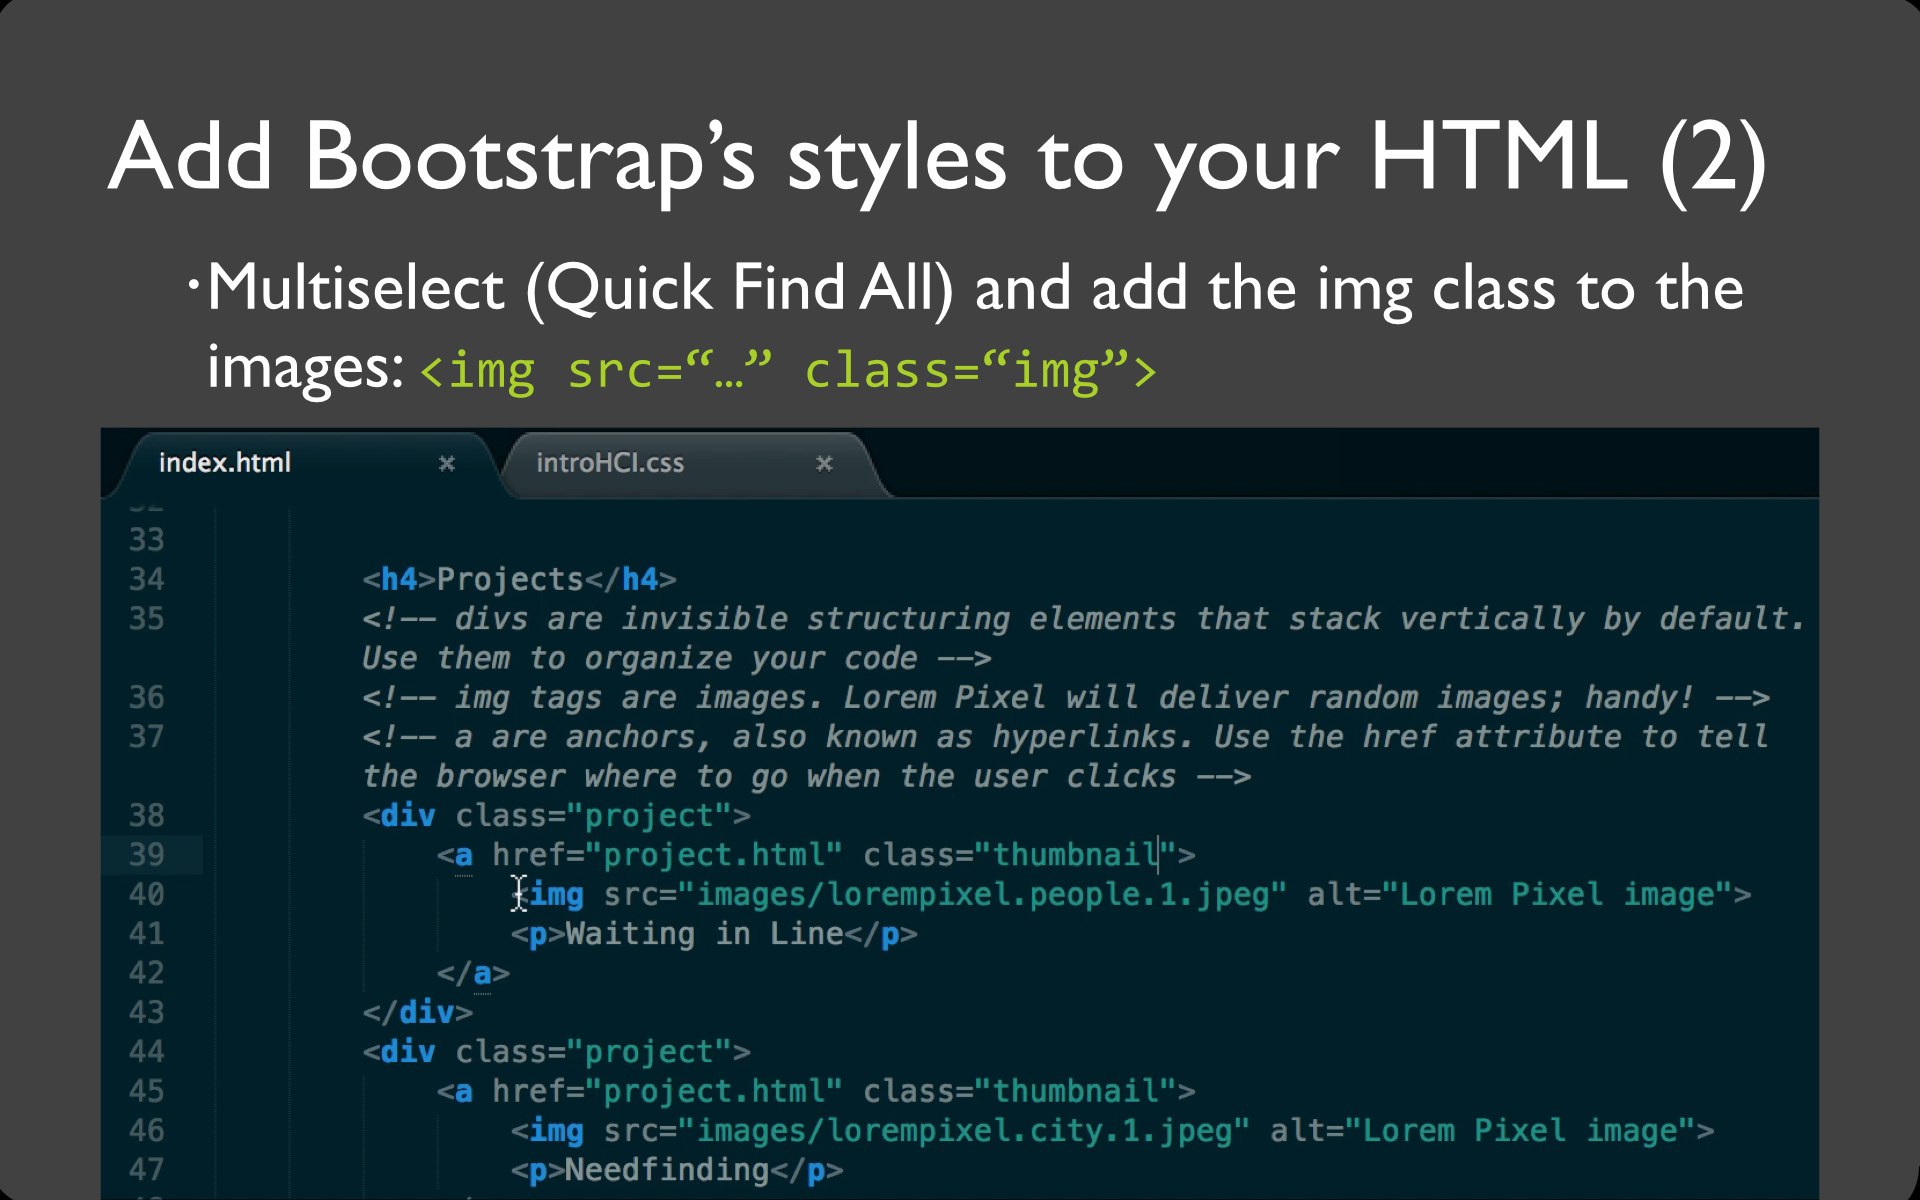 Add Bootstrap’s styles to your HTML (2)
•Multiselect (Quick Find All) and add the img class to the
images: <img src=“…” class=“img”>
index.html × introHCI.css ×
32
33
34 <h4>Projects</h4>
35 <!-- divs are invisible structuring elements that stack vertically by default.
Use them to organize your code -->
36 <!-- img tags are images. Lorem Pixel will deliver random images; handy! -->
37 <!-- a are anchors, also known as hyperlinks. Use the href attribute to tell
the browser where to go when the user clicks -->
38 <div class="project">
39 <a href="project.html" class="thumbnail">
40 <img src="images/lorempixel.people.1.jpeg" alt="Lorem Pixel image">
41 <p>Waiting in Line</p>
42 </a>
43 </div>
44 <div class="project">
45 <a href="project.html" class="thumbnail">
46 <img src="images/lorempixel.city.1.jpeg" alt="Lorem Pixel image">
47 <p>Needfinding</p>